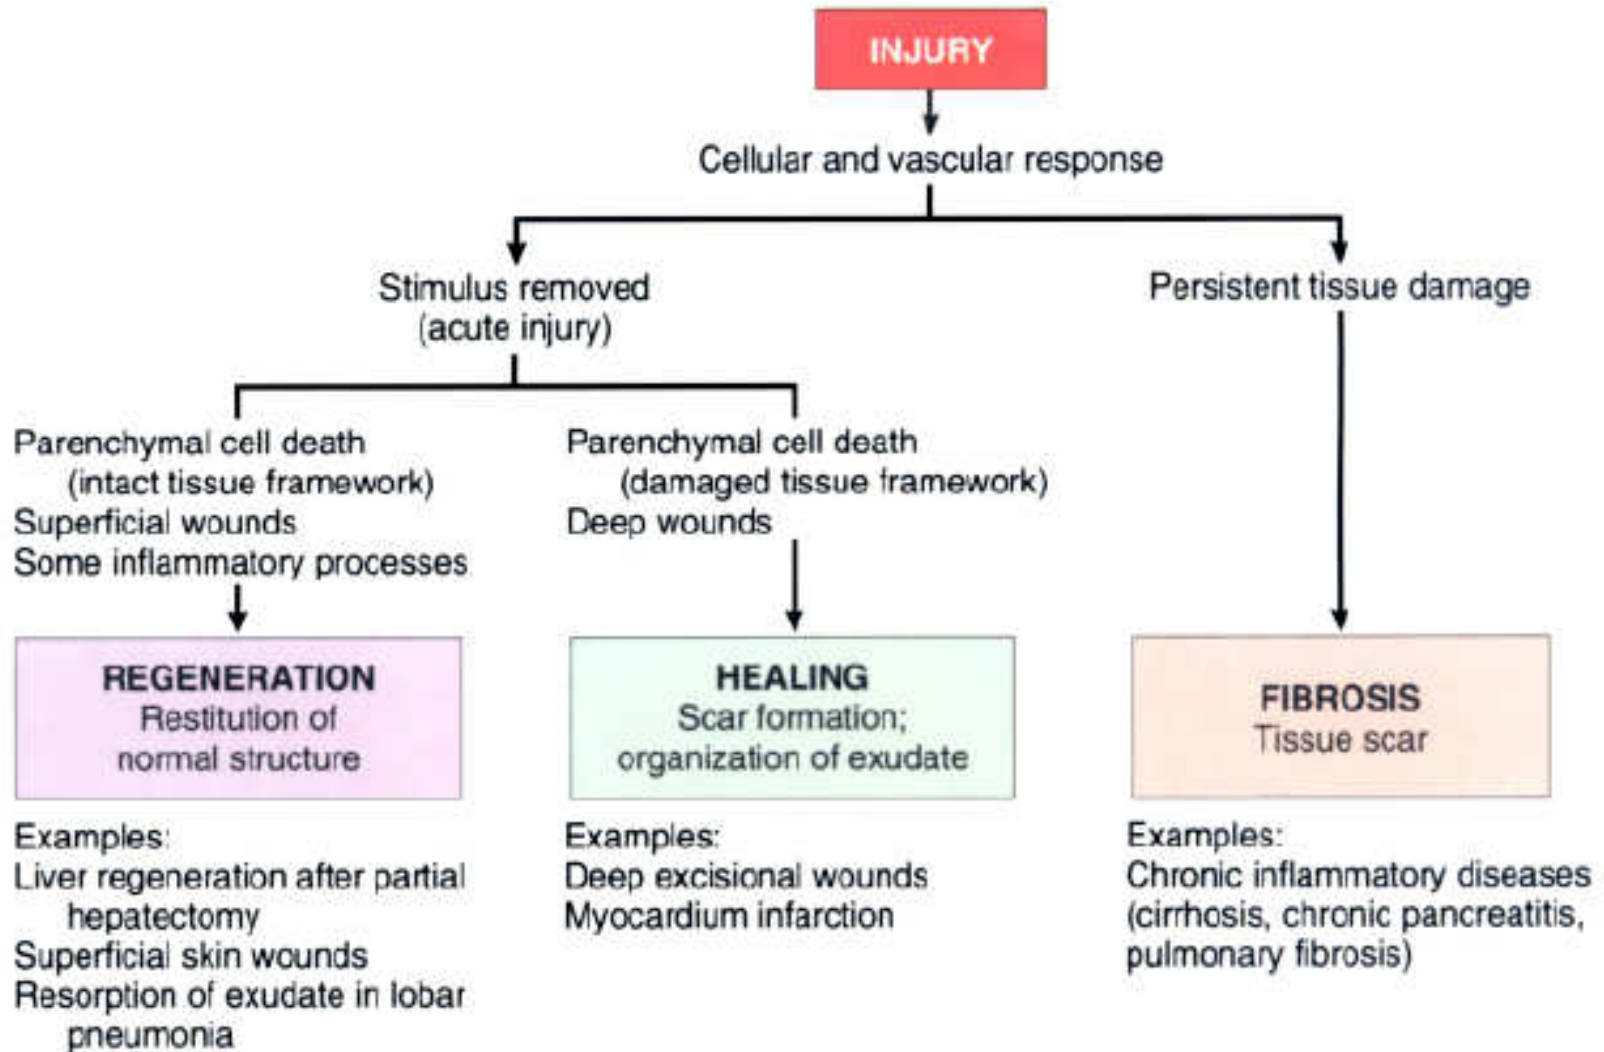 INJURY
Cellular and vascular response
Stimulus removed
(acute injury)
Persistent tissue damage
Parenchymal cell death
(intact tissue framework)
Superficial wounds
Some inflammatory processes
Parenchymal cell death
(damaged tissue framework)
Deep wounds
REGENERATION
Restitution of
normal structure
HEALING
Scar formation;
organization of exudate
FIBROSIS
Tissue scar
Examples:
Liver regeneration after partial
hepatectomy
Superficial skin wounds
Resorption of exudate in lobar
pneumonia
Examples:
Deep excisional wounds
Myocardium infarction
Examples:
Chronic inflammatory diseases
(cirrhosis, chronic pancreatitis,
pulmonary fibrosis)